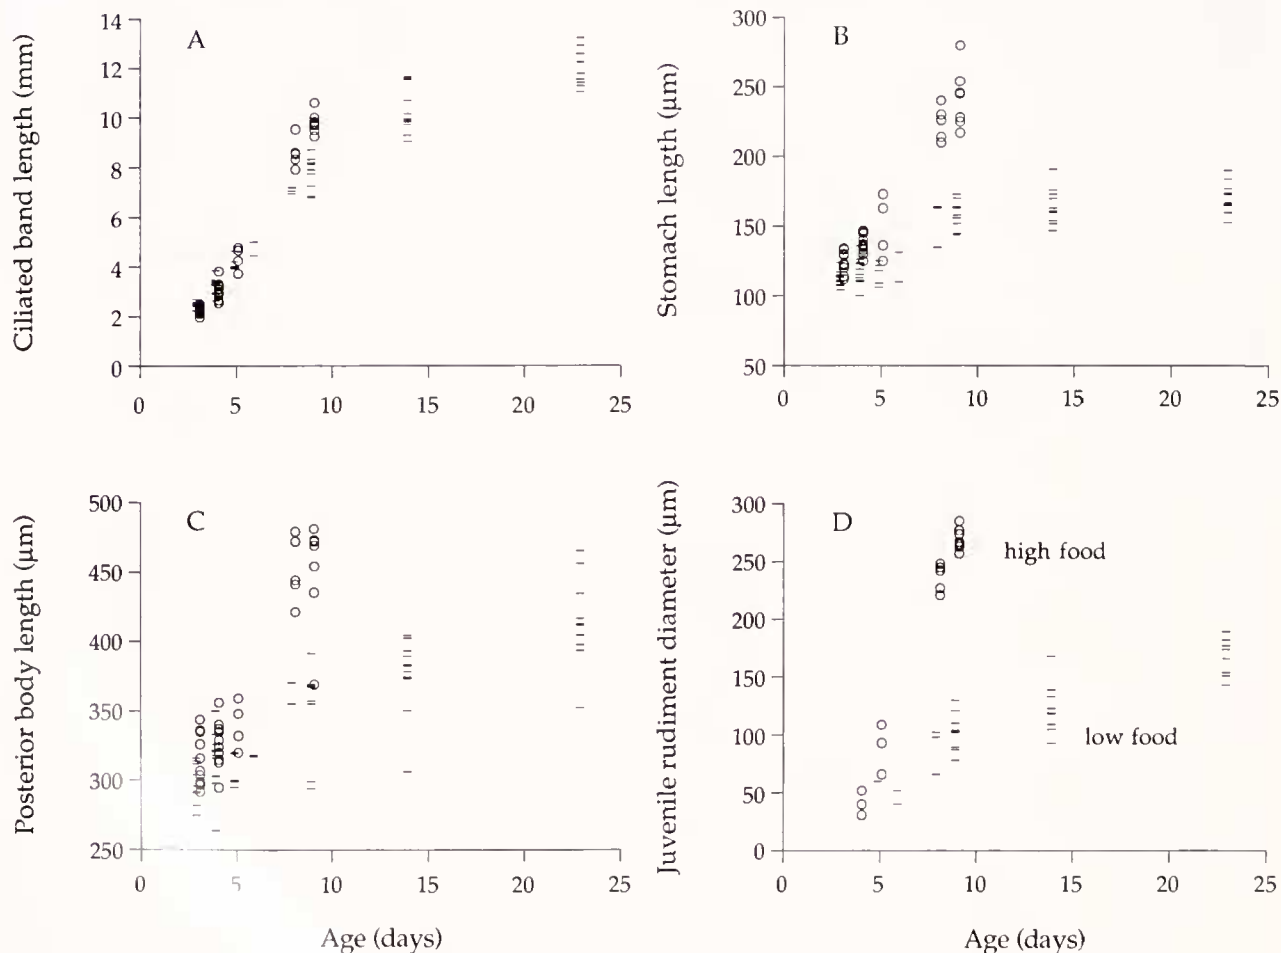 A
Ciliated band length (mm)
14
12
10
8
6
4
2
0
0 5 10 15 20 25
B
Stomach length (µm)
300
250
200
150
100
50
0 5 10 15 20 25
C
Posterior body length (µm)
500
450
400
350
300
250
0 5 10 15 20 25
Age (days)
D
Juvenile rudiment diameter (µm)
300
250
200
150
100
50
0
high food
low food
0 5 10 15 20 25
Age (days)